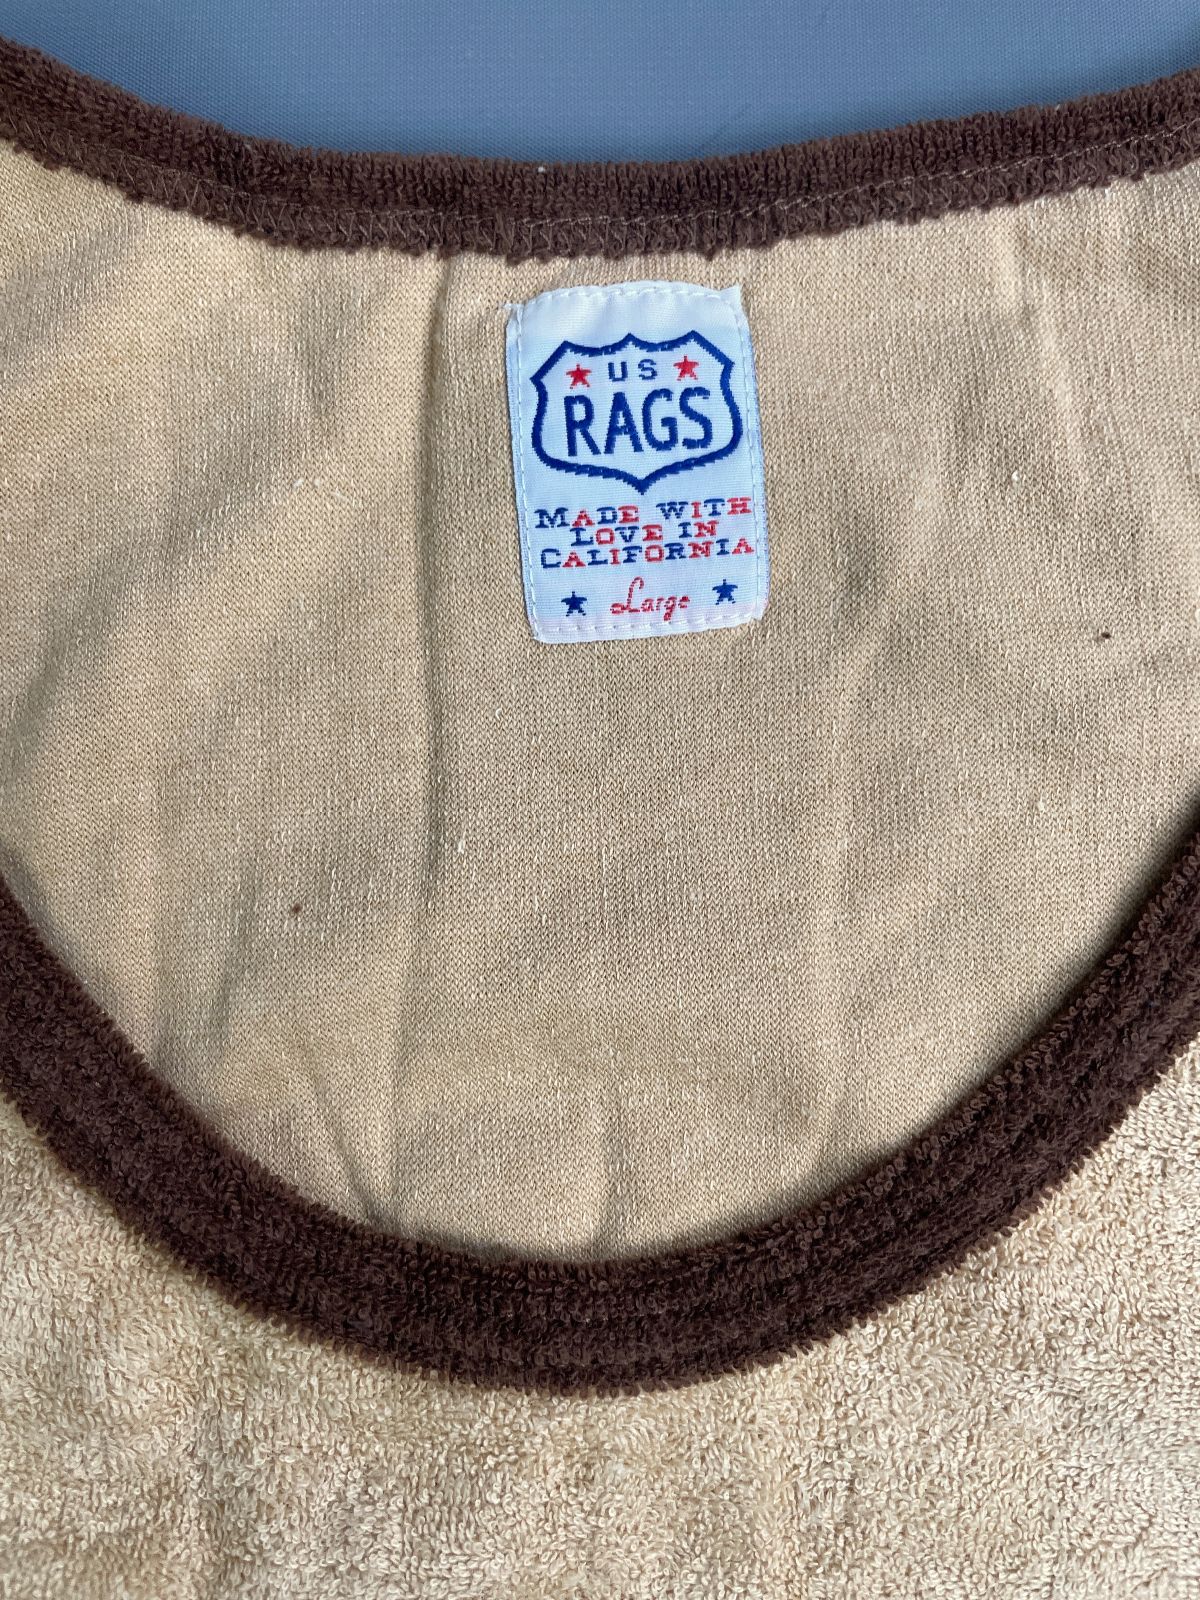 US
RAGS
MADE WITH
LOVE IN
CALIFORNIA
Large